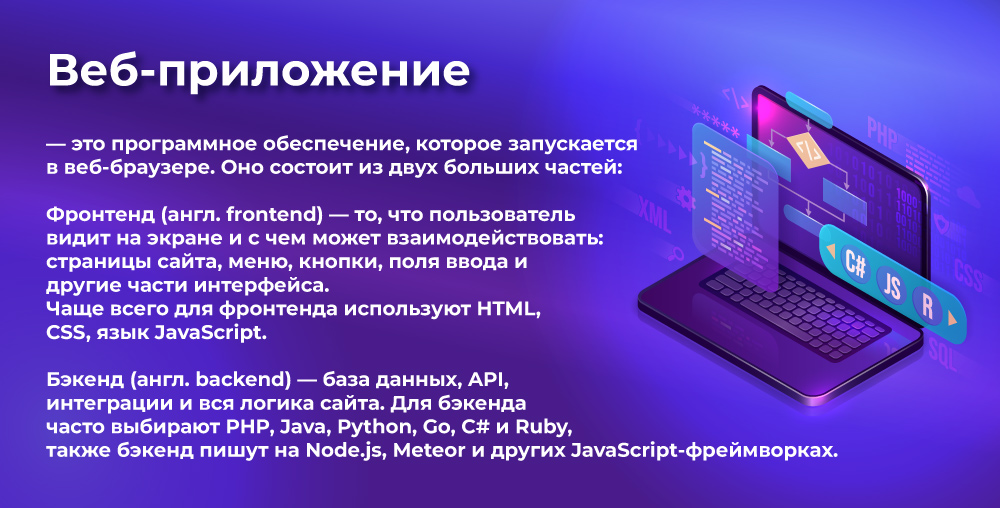 Веб-приложение
— это программное обеспечение, которое запускается
в веб-браузере. Оно состоит из двух больших частей:
Фронтенд (англ. frontend) — то, что пользователь
видит на экране и с чем может взаимодействовать:
страницы сайта, меню, кнопки, поля ввода и
другие части интерфейса.
Чаще всего для фронтенда используют HTML,
CSS, язык JavaScript.
Бэкенд (англ. backend) — база данных, API,
интеграции и вся логика сайта. Для бэкенда
часто выбирают PHP, Java, Python, Go, C# и Ruby,
также бэкенд пишут на Node.js, Meteor и других JavaScript-фреймворках.
</>
*****
PHP
</>
XML
C# JS R
CSS
SQL